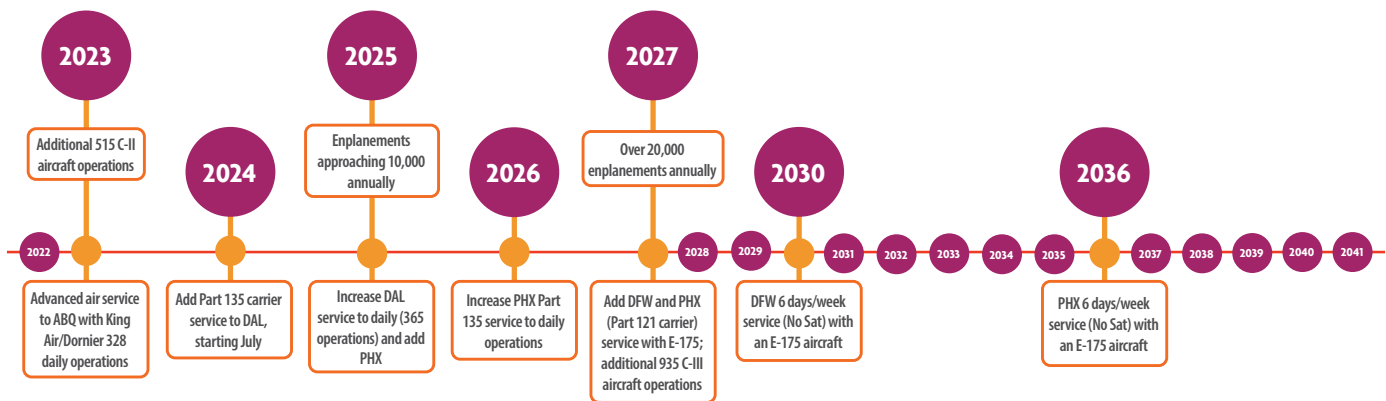 2023
2025
2027
Additional 515 C-II
aircraft operations
Enplanements
approaching 10,000
annually
Over 20,000
enplanements annually
2024
2026
2030
2036
2022
2028
2029
2031
2032
2033
2034
2035
2037
2038
2039
2040
2041
Advanced air service
to ABQ with King
Air/Dornier 328
daily operations
Add Part 135 carrier
service to DAL,
starting July
Increase DAL
service to daily (365
operations) and add
PHX
Increase PHX Part
135 service to daily
operations
Add DFW and PHX
(Part 121 carrier)
service with E-175;
additional 935 C-III
aircraft operations
DFW 6 days/week
service (No Sat) with
an E-175 aircraft
PHX 6 days/week
service (No Sat) with
an E-175 aircraft